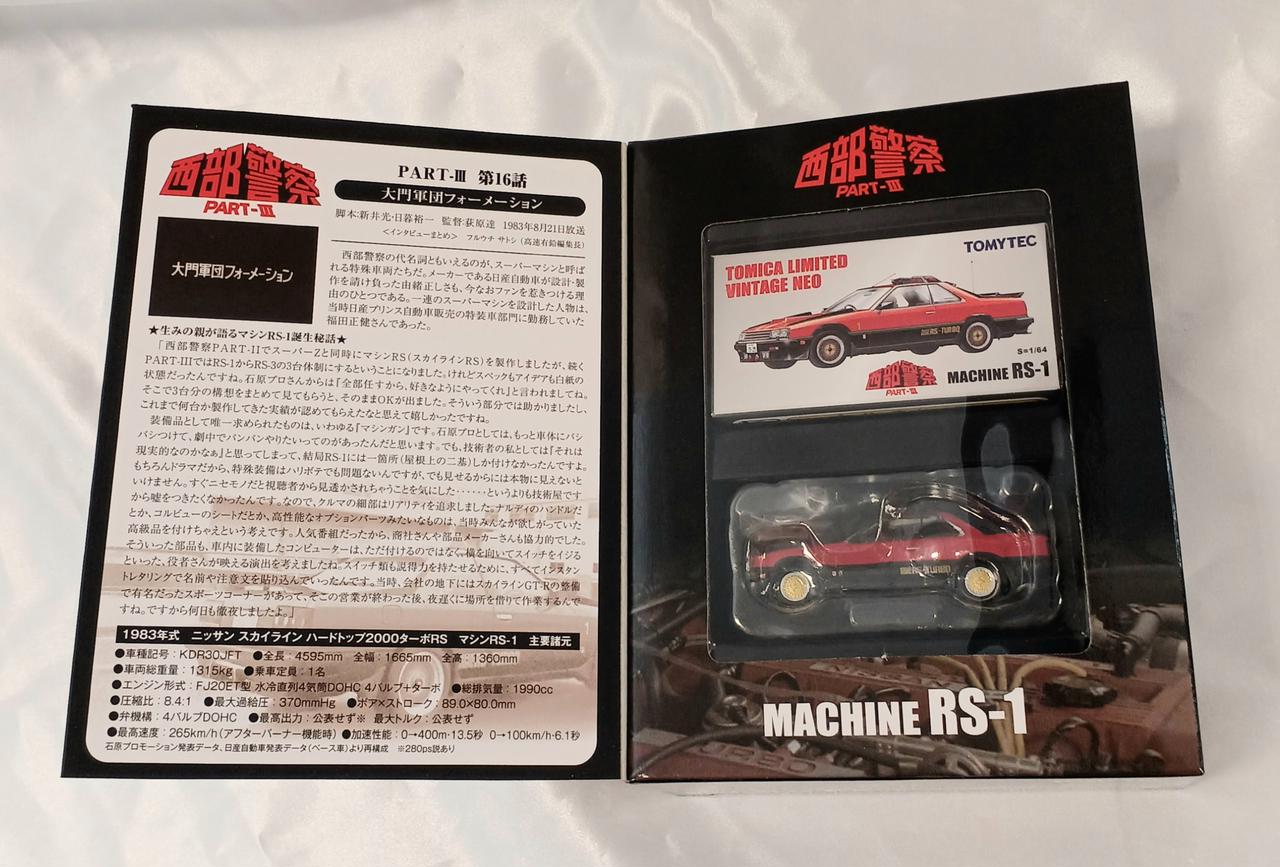 西部警察
PART-III
PART-III 第16話
大門軍団フォーメーション
脚本:新井光・日暮裕一 監督:荻原達 1983年8月21日放送
<インタビューまとめ> フルウチ サトシ(高速有鉛編集長)
大門軍団フォーメーション
西部警察の代名詞ともいえるのが、スーパーマシンと呼ば
れる特殊車両たちだ。メーカーである日産自動車が設計・製
作を請け負った由緒正しさも、今なおファンを惹きつける理
由のひとつである。一連のスーパーマシンを設計した人物は、
当時日産プリンス自動車販売の特装車部門に勤務していた
福田正健さんであった。
★生みの親が語るマシンRS-1誕生秘話★
「西部警察PART-IIでスーパーZと同時にマシンRS(スカイラインRS)を製作しましたが、続く
PART-IIIではRS-1からRS-3の3台体制にするということになりました。けれどスペックもアイデアも白紙の
状態だったんですね。石原プロさんからは「全部任すから、好きなようにやってくれ」と言われましてね。
そこで3台分の構想をまとめて見てもらうと、そのままOKが出ました。そういう部分では助かりましたし、
これまで何台か製作してきた実績が認めてもらえたなと思えて嬉しかったですね。
装備品として唯一求められたものは、いわゆる『マシンガン』です。石原プロとしては、もっと車体にバシ
バシつけて、劇中でバンバンやりたいってのがあったんだと思います。でも、技術者の私としては『それは
現実的なのかなぁ』と思ってしまって、結局RS-1には一箇所(屋根上の二基)しか付けなかったんですよ。
もちろんドラマだから、特殊装備はハリボテでも問題ないんですが、でも見せるからには本物に見えないと
いけません。すぐニセモノだと視聴者から見透かされちゃうことを気にした‥‥‥というよりも技術屋です
から嘘をつきたくなかったんです。なので、クルマの細部はリアリティを追求しました。ナルディのハンドルだ
とか、コルビューのシートだとか、高性能なオプションパーツみたいなものは、当時みんなが欲しがっていた
高級品を付けちゃえという考えです。人気番組だったから、商社さんや部品メーカーさんも協力的でした。
そういった部品も、車内に装備したコンピューターは、ただ付けるのではなく、横を向いてスイッチをイジる
といった、役者さんが映える演出を考えましたね。スイッチ類も説得力を持たせるために、すべてインスタン
トレタリングで名前や注意文を貼り込んでいったんです。当時、会社の地下にはスカイラインGT-Rの整備
で有名だったスポーツコーナーがあって、そこの営業が終わった後、夜遅くに場所を借りて作業するんで
すね。ですから何日も徹夜しましたよ。」
1983年式 ニッサン スカイライン ハードトップ2000ターボRS マシンRS-1 主要諸元
●車種記号:KDR30JFT ●全長:4595mm 全幅:1665mm 全高:1360mm
●車両総重量:1315kg ●乗車定員:1名
●エンジン形式:FJ20ET型 水冷直列4気筒DOHC 4バルブ+ターボ ●総排気量:1990cc
●圧縮比:8.4:1 ●最大過給圧:370mmHg ●ボア×ストローク:89.0×80.0mm
●弁機構:4バルブDOHC ●最高出力:公表せず※ 最大トルク:公表せず
●最高速度:265km/h(アフターバーナー機能時) ●加速性能:0→400m・13.5秒 0→100km/h・6.1秒
石原プロモーション発表データ、日産自動車発表データ(ベース車)より再構成 ※280ps説あり
西部警察
PART-III
TOMYTEC
TOMICA LIMITED
VINTAGE NEO
RS-TURBO
S=1/64
西部警察
PART-III
MACHINE RS-1
RS-TURBO
MACHINE RS-1